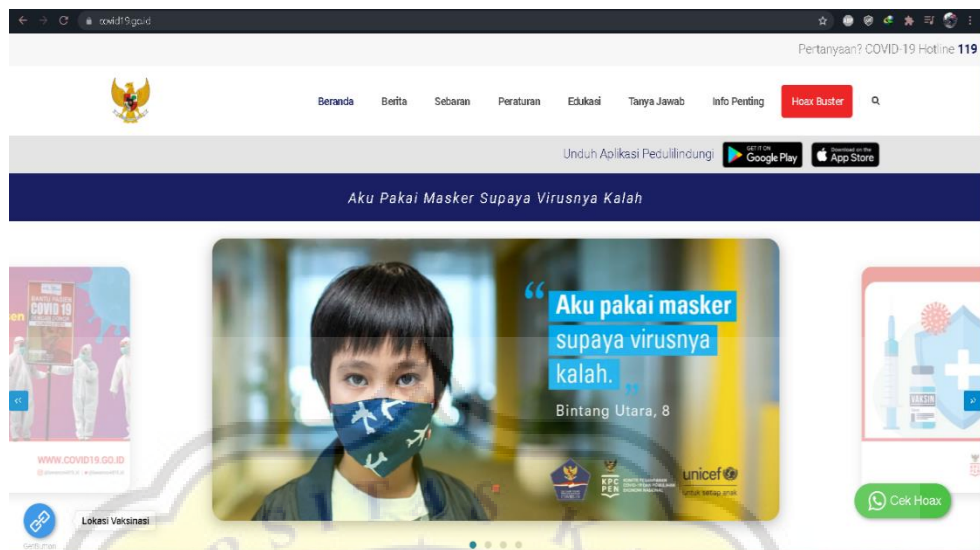 covid19.go.id
Pertanyaan? COVID-19 Hotline 119
Beranda Berita Sebaran Peraturan Edukasi Tanya Jawab Info Penting Hoax Buster
Unduh Aplikasi Pedulilindungi GET IT ON Google Play Download on the App Store
Aku Pakai Masker Supaya Virusnya Kalah
BANTU PASIEN
COVID 19
WWW.COVID19.GO.ID
“Aku pakai masker
supaya virusnya
kalah.”
Bintang Utara, 8
KPC
PEN
unicef
untuk setiap anak
VAKSIN
Lokasi Vaksinasi
Cek Hoax